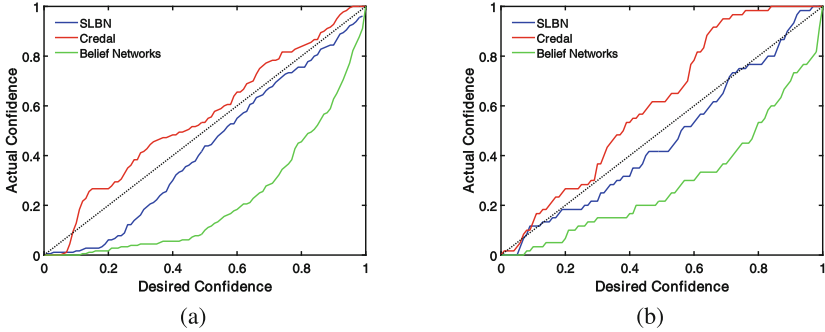 SLBN
Credal
Belief Networks
Actual Confidence
1
0.8
0.6
0.4
0.2
0
0 0.2 0.4 0.6 0.8 1
Desired Confidence
(a)
SLBN
Credal
Belief Networks
Actual Confidence
1
0.8
0.6
0.4
0.2
0
0 0.2 0.4 0.6 0.8 1
Desired Confidence
(b)